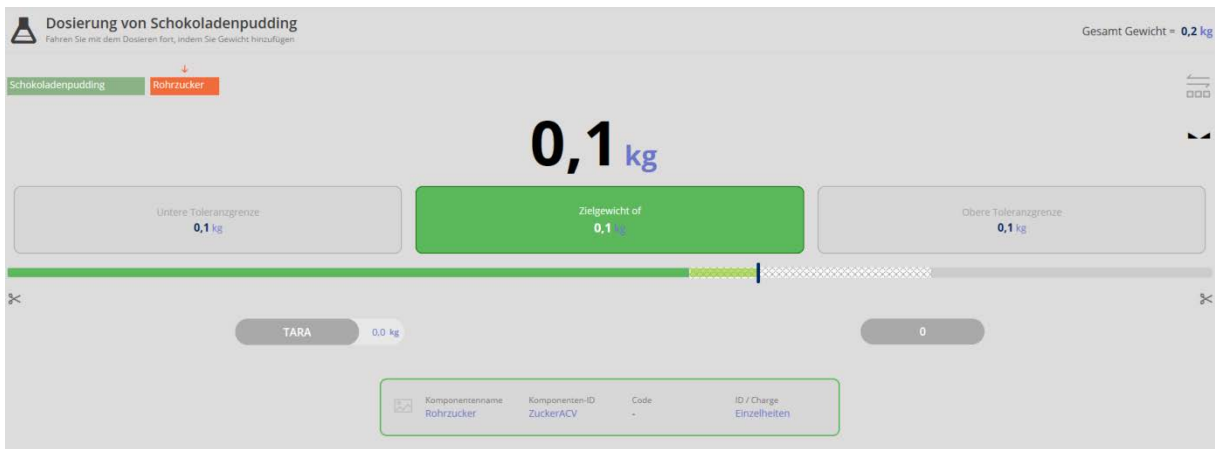 Dosierung von Schokoladenpudding
Fahren Sie mit dem Dosieren fort, indem Sie Gewicht hinzufügen
Gesamt Gewicht = 0,2 kg
Schokoladenpudding
Rohrzucker
0,1 kg
Untere Toleranzgrenze
0,1 kg
Zielgewicht of
0,1 kg
Obere Toleranzgrenze
0,1 kg
TARA
0,0 kg
0
Komponentenname
Rohrzucker
Komponenten-ID
ZuckerACV
Code
-
ID / Charge
Einzelheiten